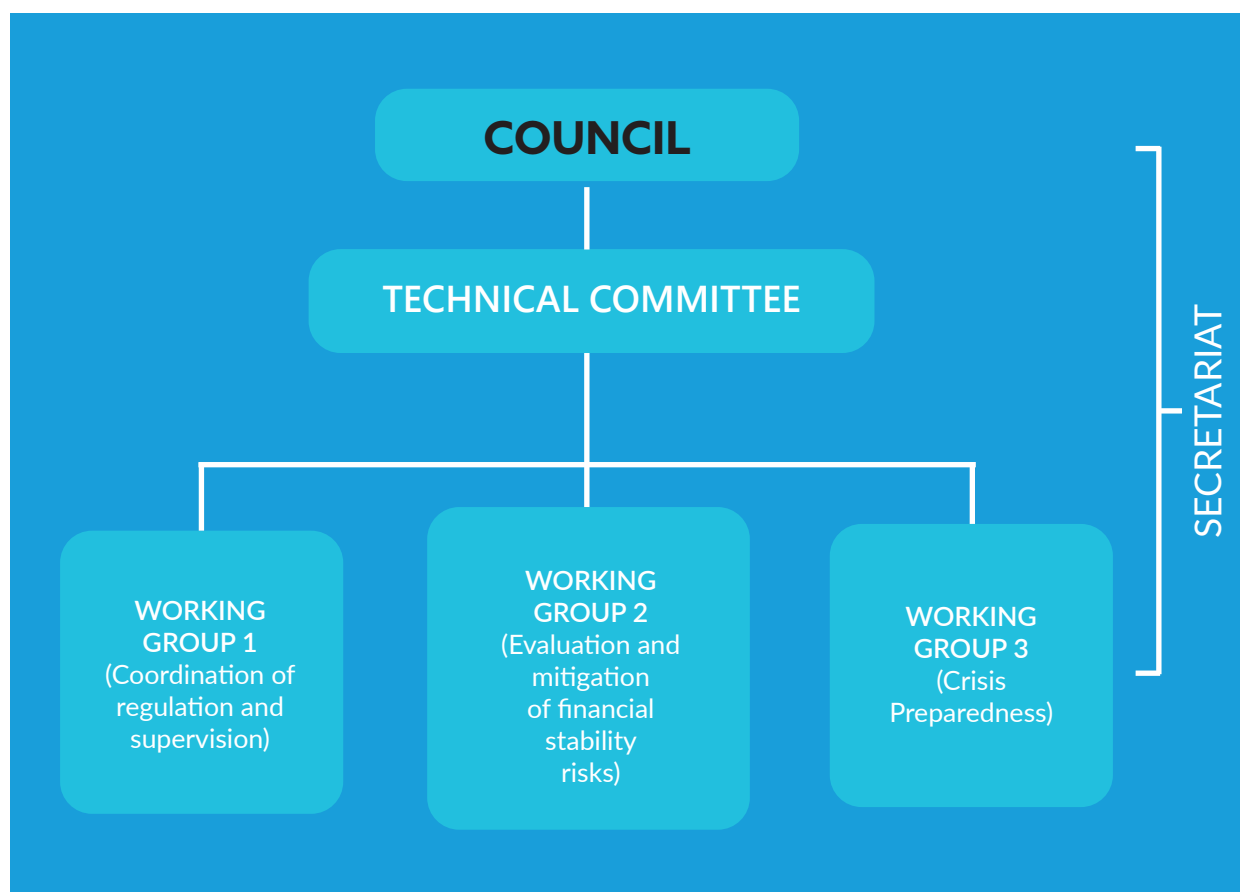 COUNCIL
TECHNICAL COMMITTEE
WORKING
GROUP 1
(Coordination of
regulation and
supervision)
WORKING
GROUP 2
(Evaluation and
mitigation
of financial
stability
risks)
WORKING
GROUP 3
(Crisis
Preparedness)
SECRETARIAT